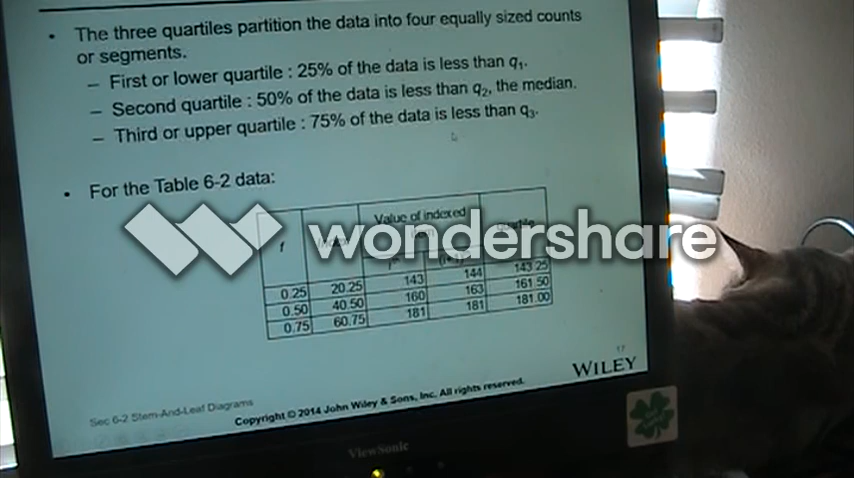 • The three quartiles partition the data into four equally sized counts
or segments.
– First or lower quartile : 25% of the data is less than q1.
– Second quartile : 50% of the data is less than q2, the median.
– Third or upper quartile : 75% of the data is less than q3.
• For the Table 6-2 data:
Value of indexed
f
wondershare
143 144 143.25
0.25 20.25
160 163 161.50
0.50 40.50
181 181 181.00
0.75 60.75
17
WILEY
Sec 6-2 Stem-And-Leaf Diagrams
Copyright © 2014 John Wiley & Sons, Inc. All rights reserved.
ViewSonic